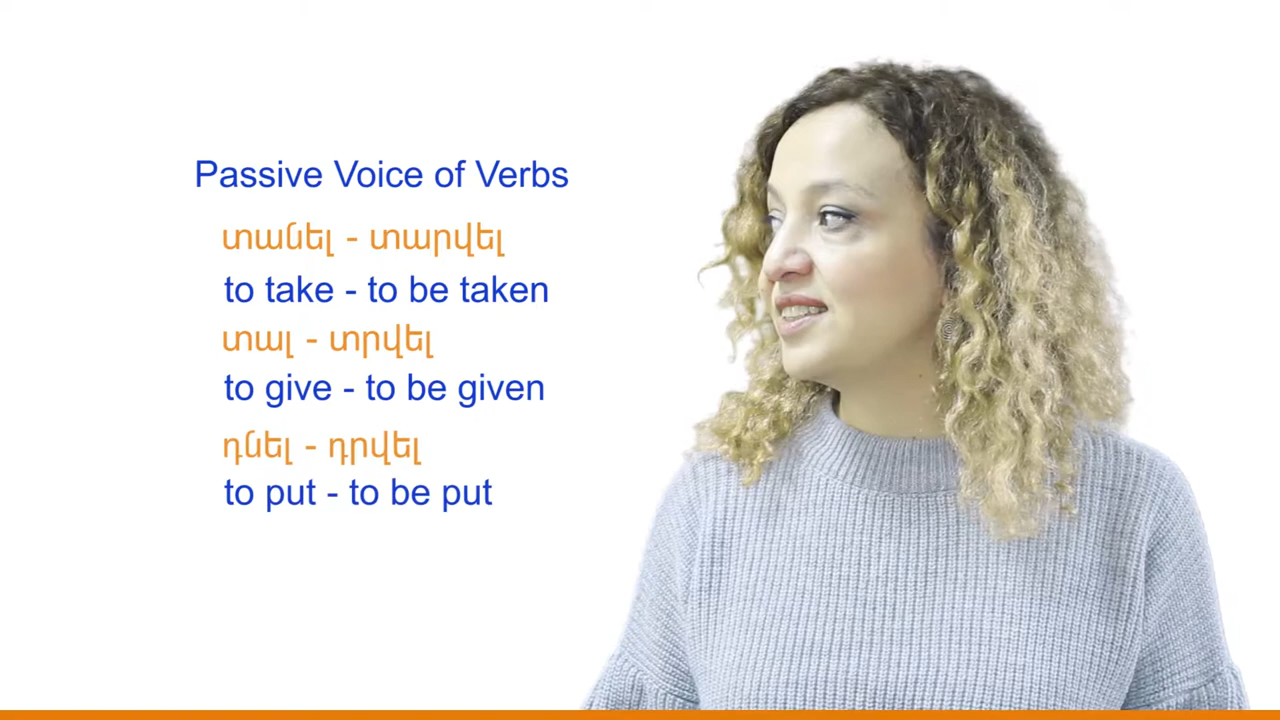 Passive Voice of Verbs
տանել - տարվել
to take - to be taken
տալ - տրվել
to give - to be given
դնել - դրվել
to put - to be put